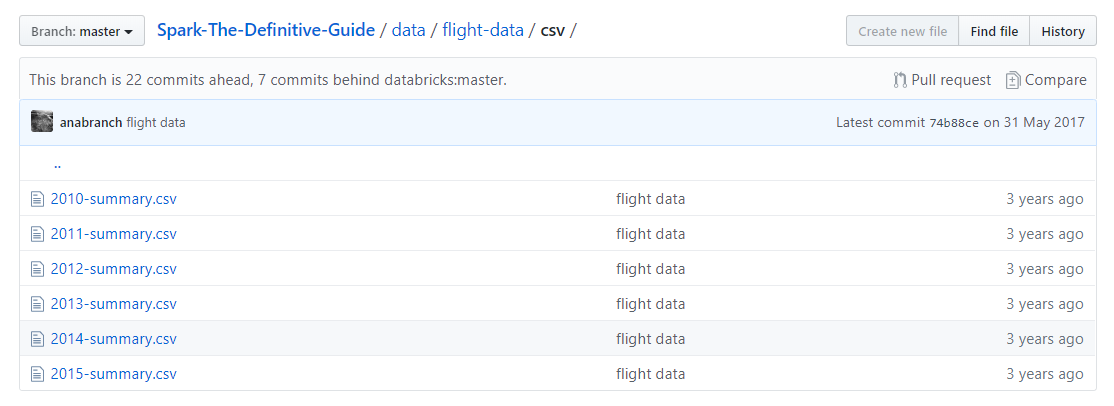 Branch: master Spark-The-Definitive-Guide / data / flight-data / csv / Create new file Find file History
This branch is 22 commits ahead, 7 commits behind databricks:master. Pull request Compare
anabranch flight data Latest commit 74b88ce on 31 May 2017
..
2010-summary.csv flight data 3 years ago
2011-summary.csv flight data 3 years ago
2012-summary.csv flight data 3 years ago
2013-summary.csv flight data 3 years ago
2014-summary.csv flight data 3 years ago
2015-summary.csv flight data 3 years ago